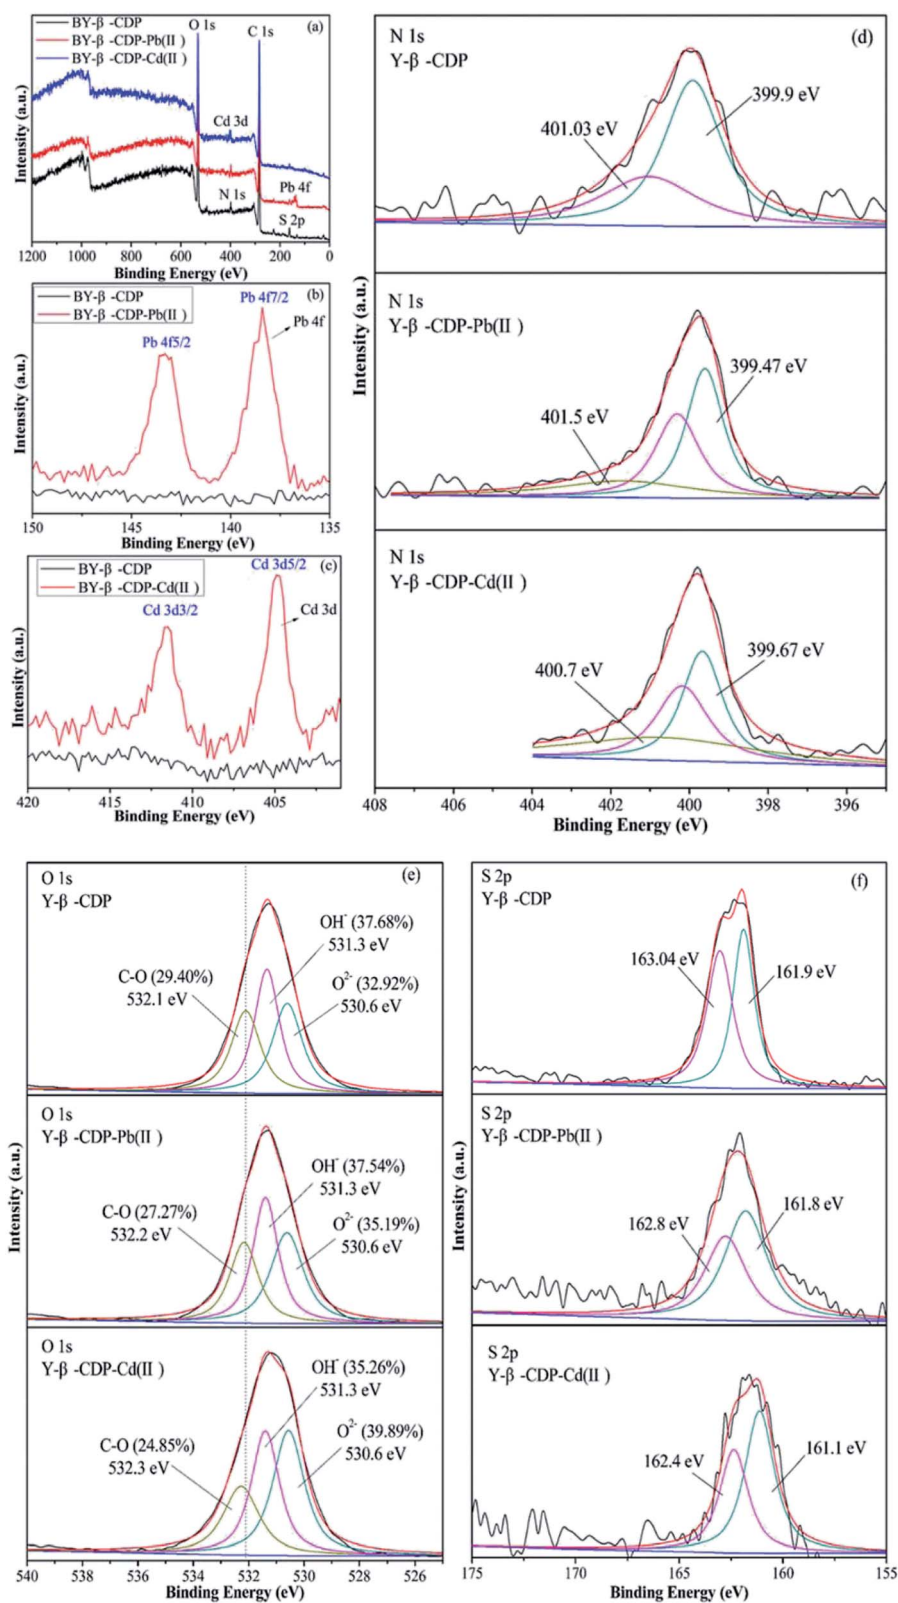 (a)
BY-β -CDP
BY-β -CDP-Pb(II )
BY-β -CDP-Cd(II )
O 1s
C 1s
Cd 3d
N 1s
Pb 4f
S 2p
Intensity (a.u.)
1200 1000 800 600 400 200 0
Binding Energy (eV)
(b)
BY-β -CDP
BY-β -CDP-Pb(II )
Pb 4f7/2
Pb 4f
Pb 4f5/2
Intensity (a.u.)
150 145 140 135
Binding Energy (eV)
(c)
BY-β -CDP
BY-β -CDP-Cd(II )
Cd 3d5/2
Cd 3d3/2
Cd 3d
Intensity (a.u.)
420 415 410 405
Binding Energy (eV)
(d)
N 1s
Y-β -CDP
399.9 eV
401.03 eV
N 1s
Y-β -CDP-Pb(II )
399.47 eV
401.5 eV
N 1s
Y-β -CDP-Cd(II )
399.67 eV
400.7 eV
Intensity (a.u.)
408 406 404 402 400 398 396
Binding Energy (eV)
(e)
O 1s
Y-β -CDP
OH⁻ (37.68%)
531.3 eV
C-O (29.40%)
532.1 eV
O²⁻ (32.92%)
530.6 eV
O 1s
Y-β -CDP-Pb(II )
OH⁻ (37.54%)
531.3 eV
C-O (27.27%)
532.2 eV
O²⁻ (35.19%)
530.6 eV
O 1s
Y-β -CDP-Cd(II )
OH⁻ (35.26%)
531.3 eV
C-O (24.85%)
532.3 eV
O²⁻ (39.89%)
530.6 eV
Intensity (a.u.)
540 538 536 534 532 530 528 526
Binding Energy (eV)
(f)
S 2p
Y-β -CDP
163.04 eV
161.9 eV
S 2p
Y-β -CDP-Pb(II )
161.8 eV
162.8 eV
S 2p
Y-β -CDP-Cd(II )
162.4 eV
161.1 eV
Intensity (a.u.)
175 170 165 160 155
Binding Energy (eV)